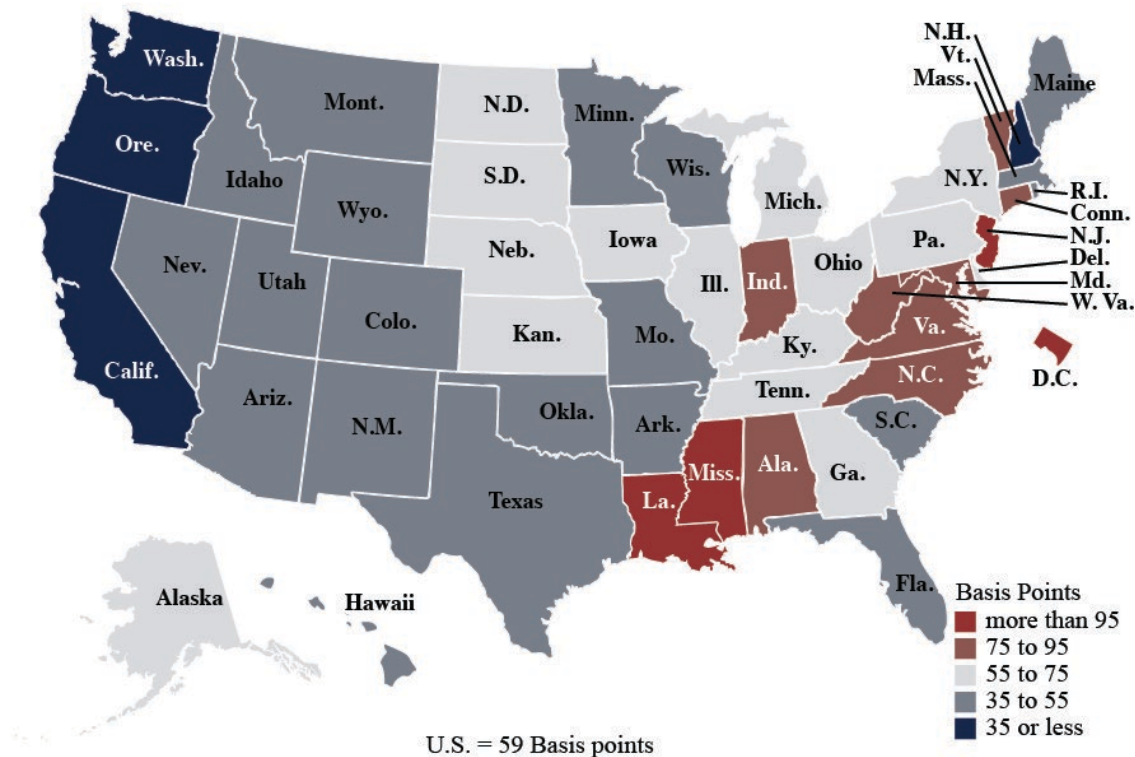 N.H.
Vt.
Mass.
Wash.
Maine
Mont.
N.D.
Minn.
Ore.
Idaho
S.D.
Wis.
N.Y.
R.I.
Wyo.
Mich.
Conn.
Iowa
Pa.
N.J.
Neb.
Ohio
Del.
Nev.
Utah
Ill.
Ind.
Md.
W. Va.
Colo.
Kan.
Mo.
Va.
Ky.
Calif.
D.C.
N.C.
Tenn.
Ariz.
N.M.
Okla.
Ark.
S.C.
Miss.
Ala.
Ga.
Texas
La.
Fla.
Alaska
Hawaii
Basis Points
more than 95
75 to 95
55 to 75
35 to 55
35 or less
U.S. = 59 Basis points